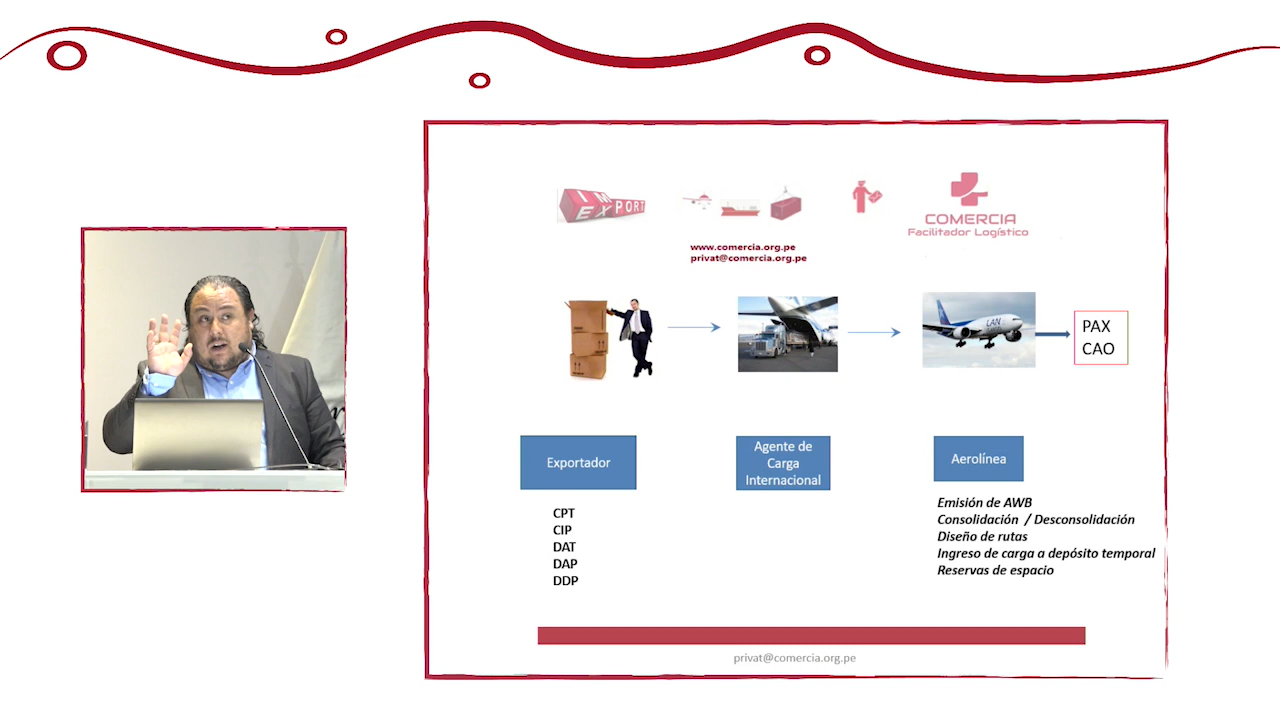 IM
EXPORT
COMERCIA
Facilitador Logístico
www.comercia.org.pe
privat@comercia.org.pe
LAN
PAX
CAO
Exportador
Agente de
Carga
Internacional
Aerolínea
CPT
CIP
DAT
DAP
DDP
Emisión de AWB
Consolidación / Desconsolidación
Diseño de rutas
Ingreso de carga a depósito temporal
Reservas de espacio
privat@comercia.org.pe